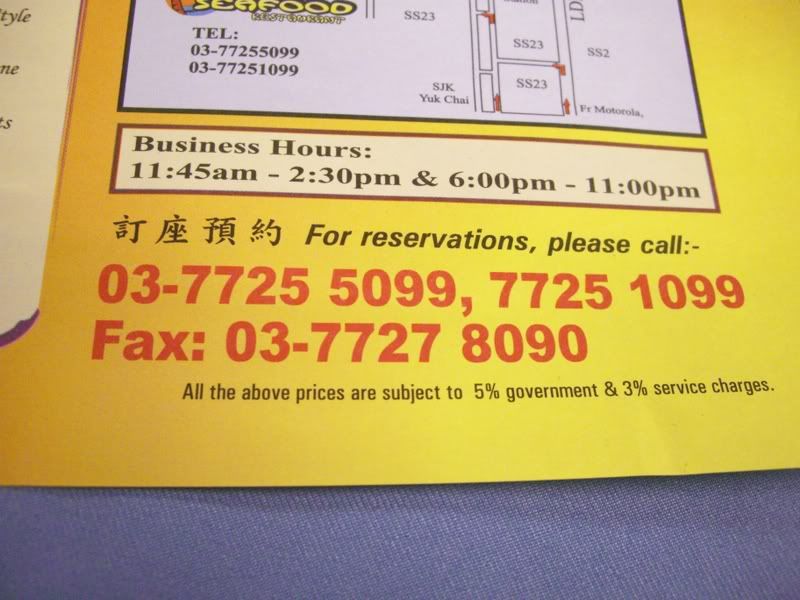 tyle
SEAFOOD
RESTAURANT
TEL:
03-77255099
03-77251099
SS23
SS23
SS23
SS2
SJK
Yuk Chai
Fr Motorola,
Business Hours:
11:45am - 2:30pm & 6:00pm - 11:00pm
訂座預約 For reservations, please call:-
03-7725 5099, 7725 1099
Fax: 03-7727 8090
All the above prices are subject to 5% government & 3% service charges.